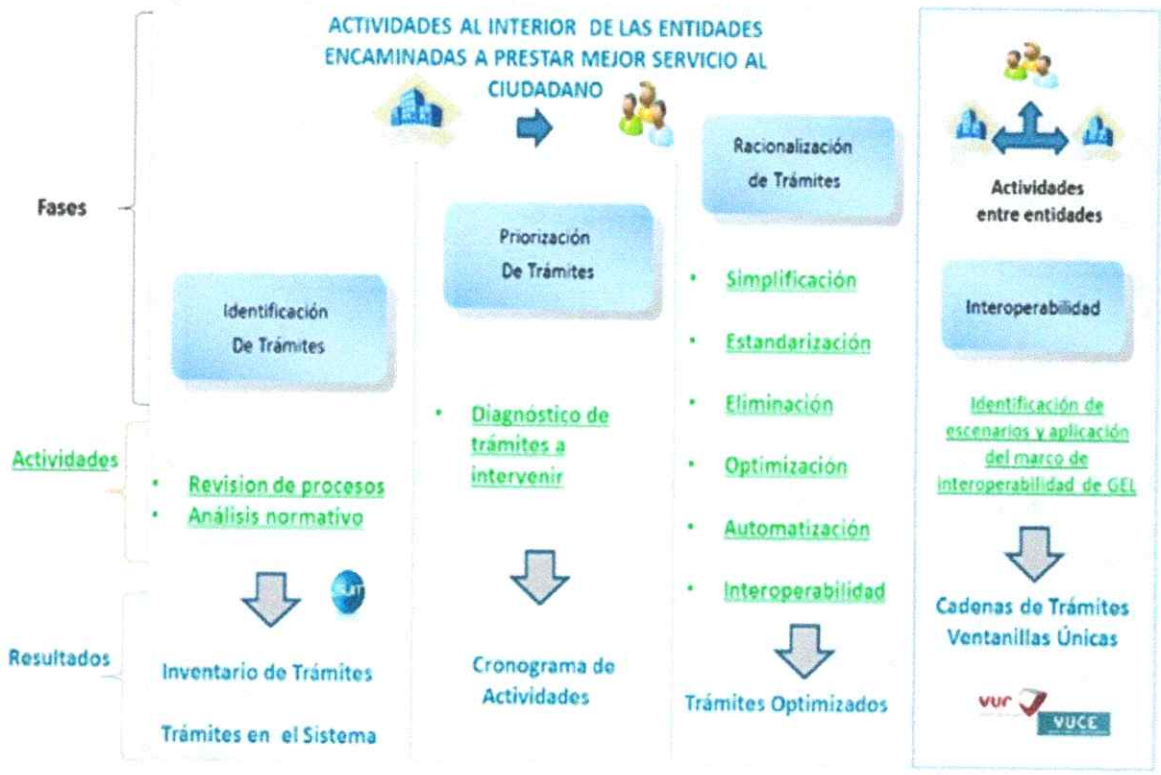 ACTIVIDADES AL INTERIOR DE LAS ENTIDADES
ENCAMINADAS A PRESTAR MEJOR SERVICIO AL
CIUDADANO
Fases
Identificación
De Trámites
Priorización
De Trámites
Racionalización
de Trámites
Actividades
entre entidades
Interoperabilidad
Actividades
• Revision de procesos
• Análisis normativo
• Diagnóstico de
trámites a
intervenir
• Simplificación
• Estandarización
• Eliminación
• Optimización
• Automatización
• Interoperabilidad
Identificación de
escenarios y aplicación
del marco de
interoperabilidad de GEL
Resultados
SUIT
Inventario de Trámites
Trámites en el Sistema
Cronograma de
Actividades
Trámites Optimizados
Cadenas de Trámites
Ventanillas Únicas
vur
VUCE